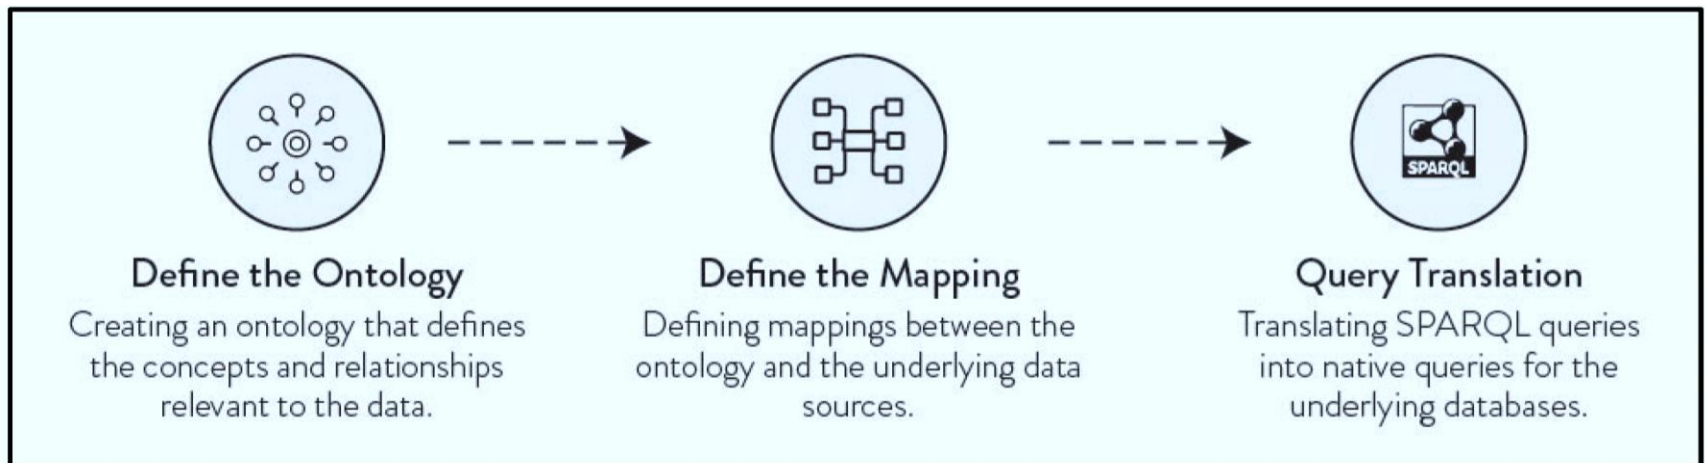 SPARQL
Define the Ontology
Creating an ontology that defines
the concepts and relationships
relevant to the data.
Define the Mapping
Defining mappings between the
ontology and the underlying data
sources.
Query Translation
Translating SPARQL queries
into native queries for the
underlying databases.